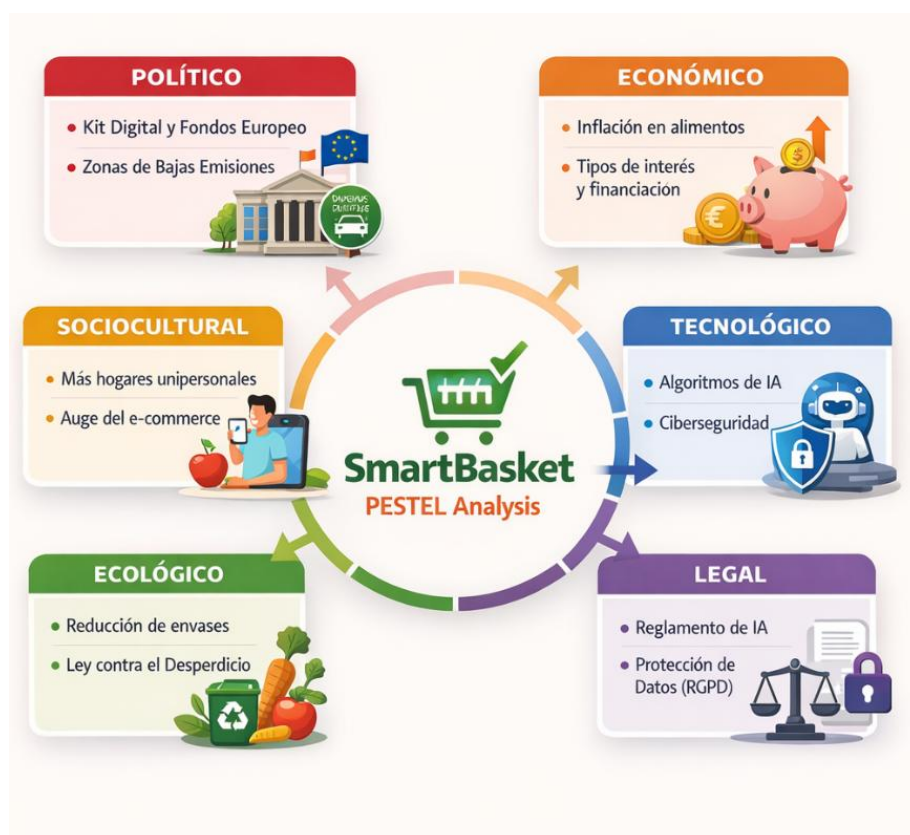 POLÍTICO
• Kit Digital y Fondos Europeo
• Zonas de Bajas Emisiones
ECONÓMICO
• Inflación en alimentos
• Tipos de interés
y financiación
SOCIOCULTURAL
• Más hogares unipersonales
• Auge del e-commerce
TECNOLÓGICO
• Algoritmos de IA
• Ciberseguridad
SmartBasket
PESTEL Analysis
ECOLÓGICO
• Reducción de envases
• Ley contra el Desperdicio
LEGAL
• Reglamento de IA
• Protección de
Datos (RGPD)